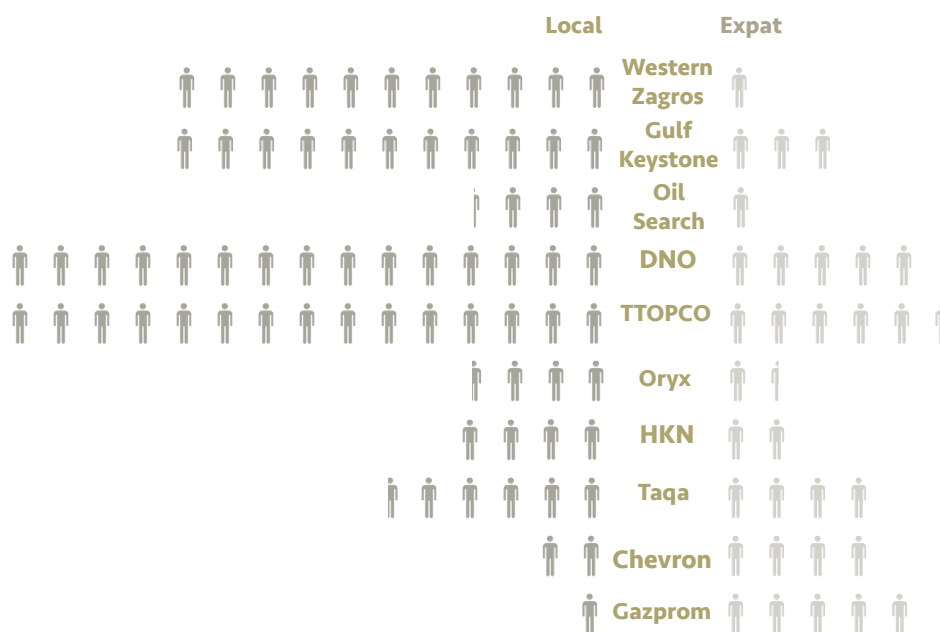 Local
Expat
Western
Zagros
Gulf
Keystone
Oil
Search
DNO
TTOPCO
Oryx
HKN
Taqa
Chevron
Gazprom